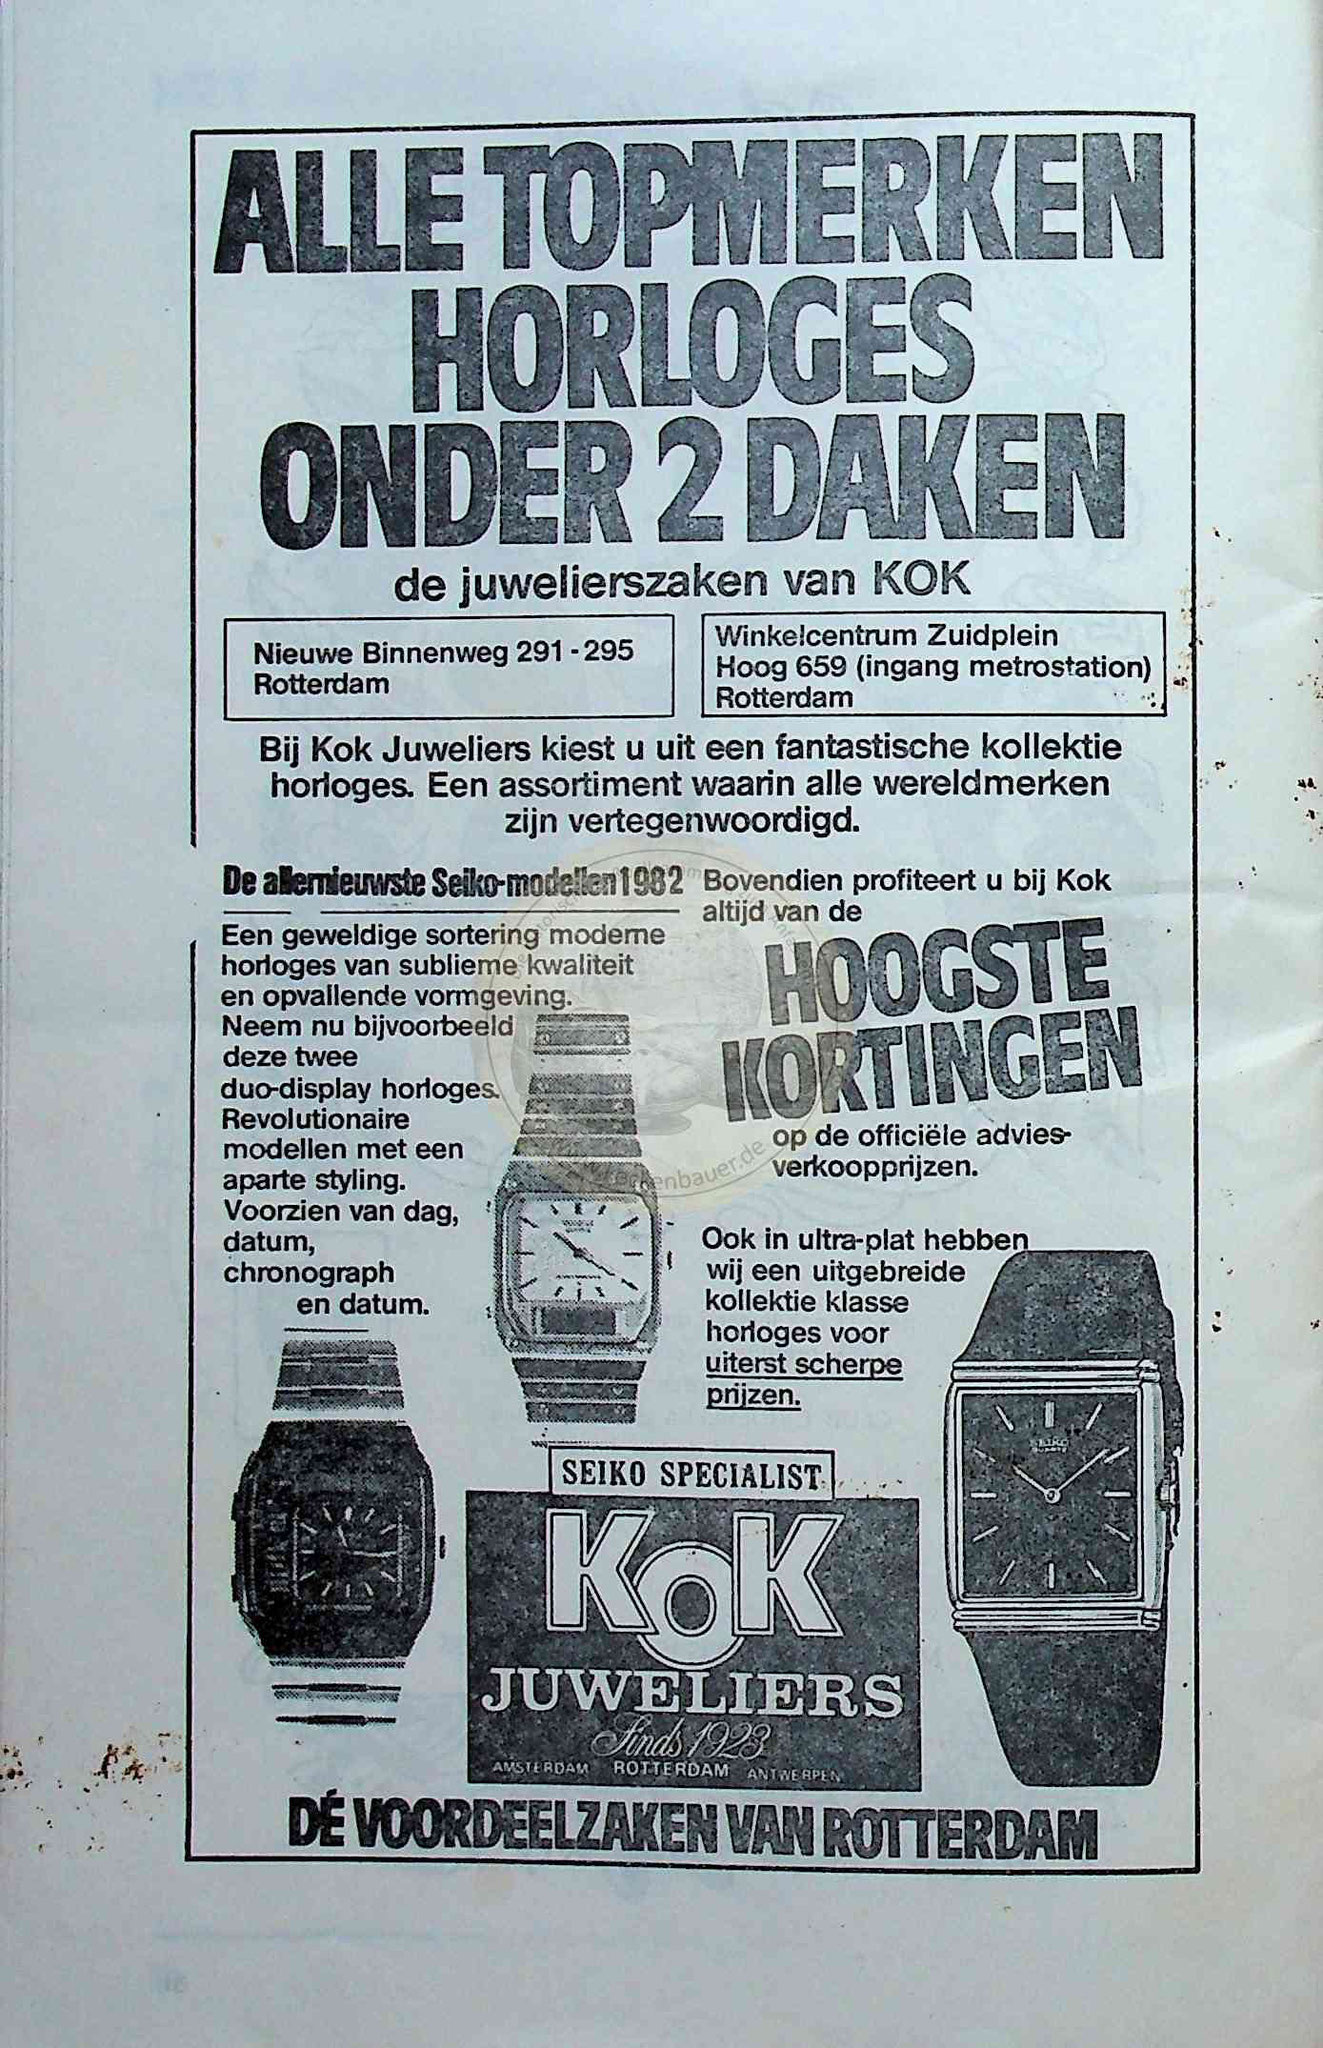 ALLE TOPMERKEN
HORLOGES
ONDER 2 DAKEN
de juwelierszaken van KOK
Nieuwe Binnenweg 291 - 295
Rotterdam
Winkelcentrum Zuidplein
Hoog 659 (ingang metrostation)
Rotterdam
Bij Kok Juweliers kiest u uit een fantastische kollektie
horloges. Een assortiment waarin alle wereldmerken
zijn vertegenwoordigd.
De allernieuwste Seiko-modellen 1982
Een geweldige sortering moderne
horloges van sublieme kwaliteit
en opvallende vormgeving.
Neem nu bijvoorbeeld
deze twee
duo-display horloges.
Revolutionaire
modellen met een
aparte styling.
Voorzien van dag,
datum,
chronograph
en datum.
Bovendien profiteert u bij Kok
altijd van de
HOOGSTE
KORTINGEN
op de officiële advies-
verkoopprijzen.
Ook in ultra-plat hebben
wij een uitgebreide
kollektie klasse
horloges voor
uiterst scherpe
prijzen.
SEIKO
SEIKO SPECIALIST
KOK
JUWELIERS
Sinds 1923
AMSTERDAM ROTTERDAM ANTWERPEN
DÉ VOORDEELZAKEN VAN ROTTERDAM